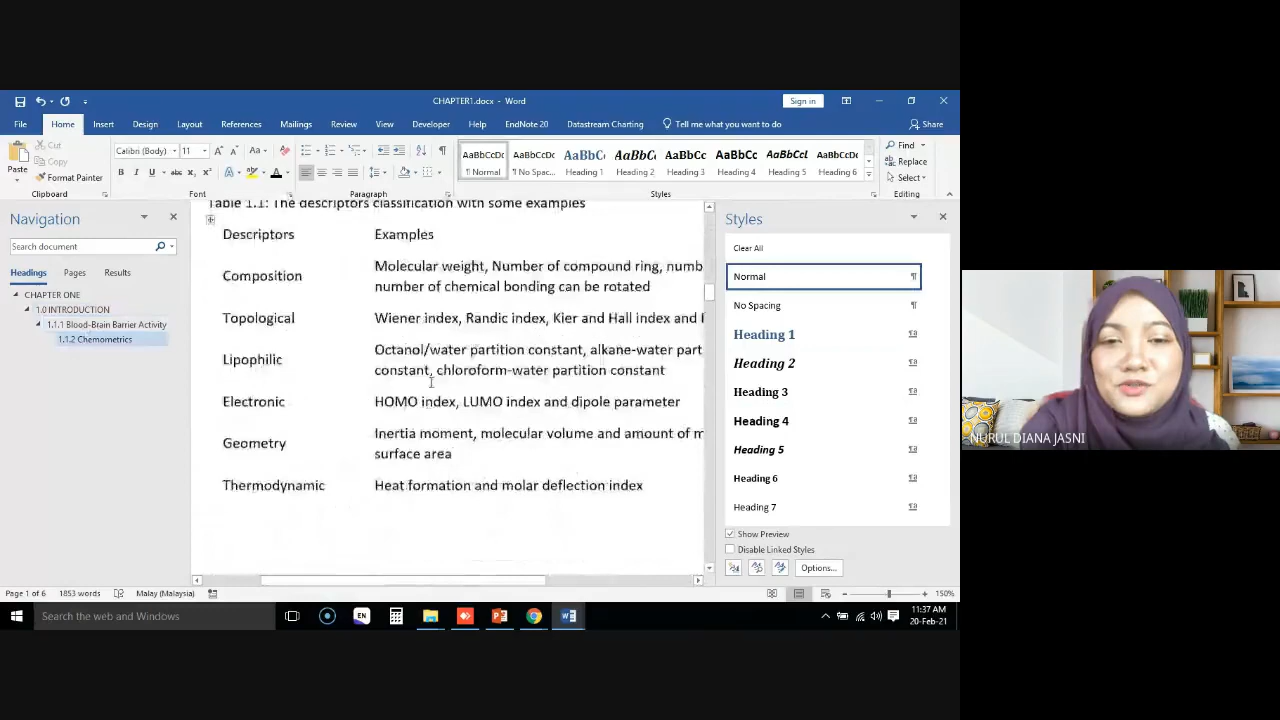 CHAPTER1.docx - Word
Sign in
File Home Insert Design Layout References Mailings Review View Developer Help EndNote 20 Datastream Charting Tell me what you want to do Share
Paste
Cut
Copy
Format Painter
Clipboard
Calibri (Body) 11
Font
Paragraph
AaBbCcDc AaBbCcDc AaBbC AaBbC AaBbCc AaBbCc AaBbCcL AaBbCcDc
¶ Normal ¶ No Spac... Heading 1 Heading 2 Heading 3 Heading 4 Heading 5 Heading 6
Styles
Find
Replace
Select
Editing
Navigation
Search document
Headings Pages Results
CHAPTER ONE
1.0 INTRODUCTION
1.1.1 Blood-Brain Barrier Activity
1.1.2 Chemometrics
Table 1.1: The descriptors classification with some examples
Descriptors Examples
Composition Molecular weight, Number of compound ring, numb
number of chemical bonding can be rotated
Topological Wiener index, Randic index, Kier and Hall index and
Lipophilic Octanol/water partition constant, alkane-water part
constant, chloroform-water partition constant
Electronic HOMO index, LUMO index and dipole parameter
Geometry Inertia moment, molecular volume and amount of m
surface area
Thermodynamic Heat formation and molar deflection index
Styles
Clear All
Normal
No Spacing
Heading 1
Heading 2
Heading 3
Heading 4
Heading 5
Heading 6
Heading 7
Show Preview
Disable Linked Styles
Options...
NURUL DIANA JASNI
Page 1 of 6 1853 words Malay (Malaysia) 150%
Search the web and Windows
EN
11:37 AM
20-Feb-21